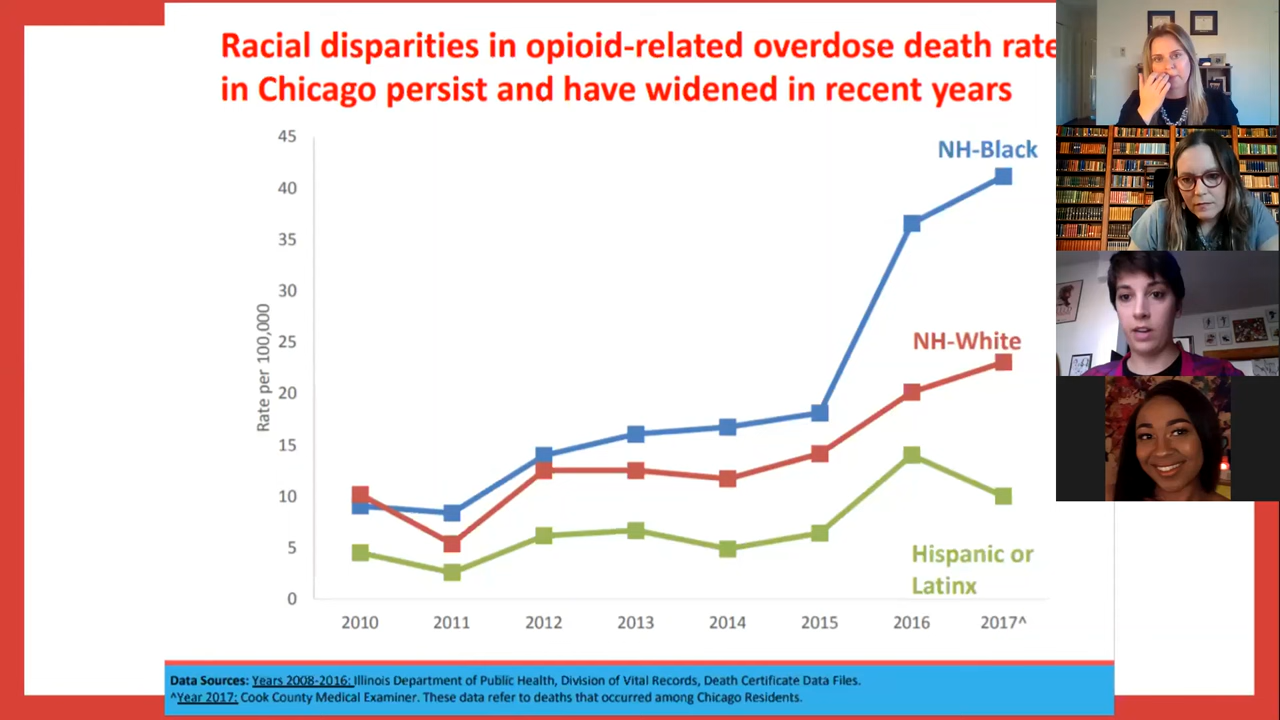 Racial disparities in opioid-related overdose death rate
in Chicago persist and have widened in recent years
45
40
35
30
25
20
15
10
5
0
Rate per 100,000
NH-Black
NH-White
Hispanic or
Latinx
2010 2011 2012 2013 2014 2015 2016 2017^
Data Sources: Years 2008-2016: Illinois Department of Public Health, Division of Vital Records, Death Certificate Data Files.
^Year 2017: Cook County Medical Examiner. These data refer to deaths that occurred among Chicago Residents.